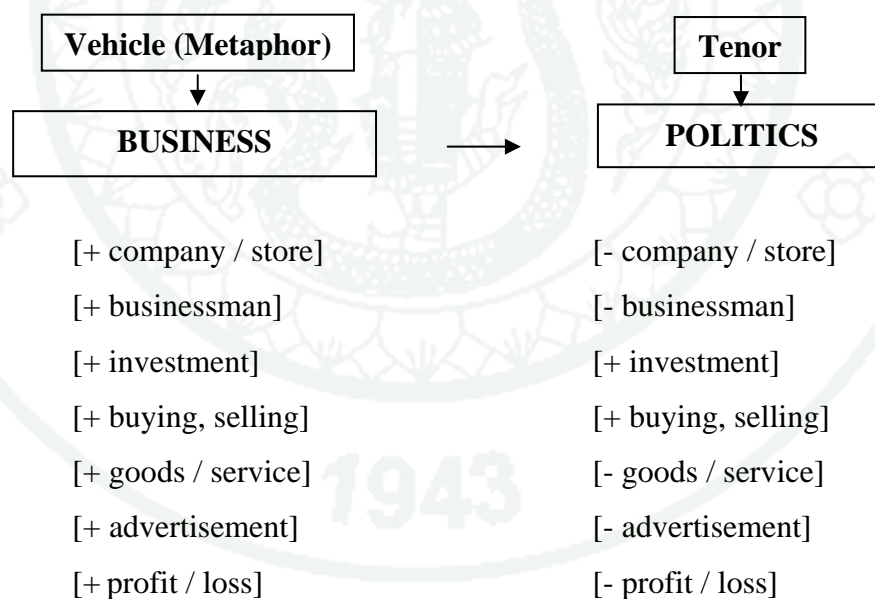 Vehicle (Metaphor)
Tenor
BUSINESS
POLITICS
[+ company / store]
[- company / store]
[+ businessman]
[- businessman]
[+ investment]
[+ investment]
[+ buying, selling]
[+ buying, selling]
[+ goods / service]
[- goods / service]
[+ advertisement]
[- advertisement]
[+ profit / loss]
[- profit / loss]
1943